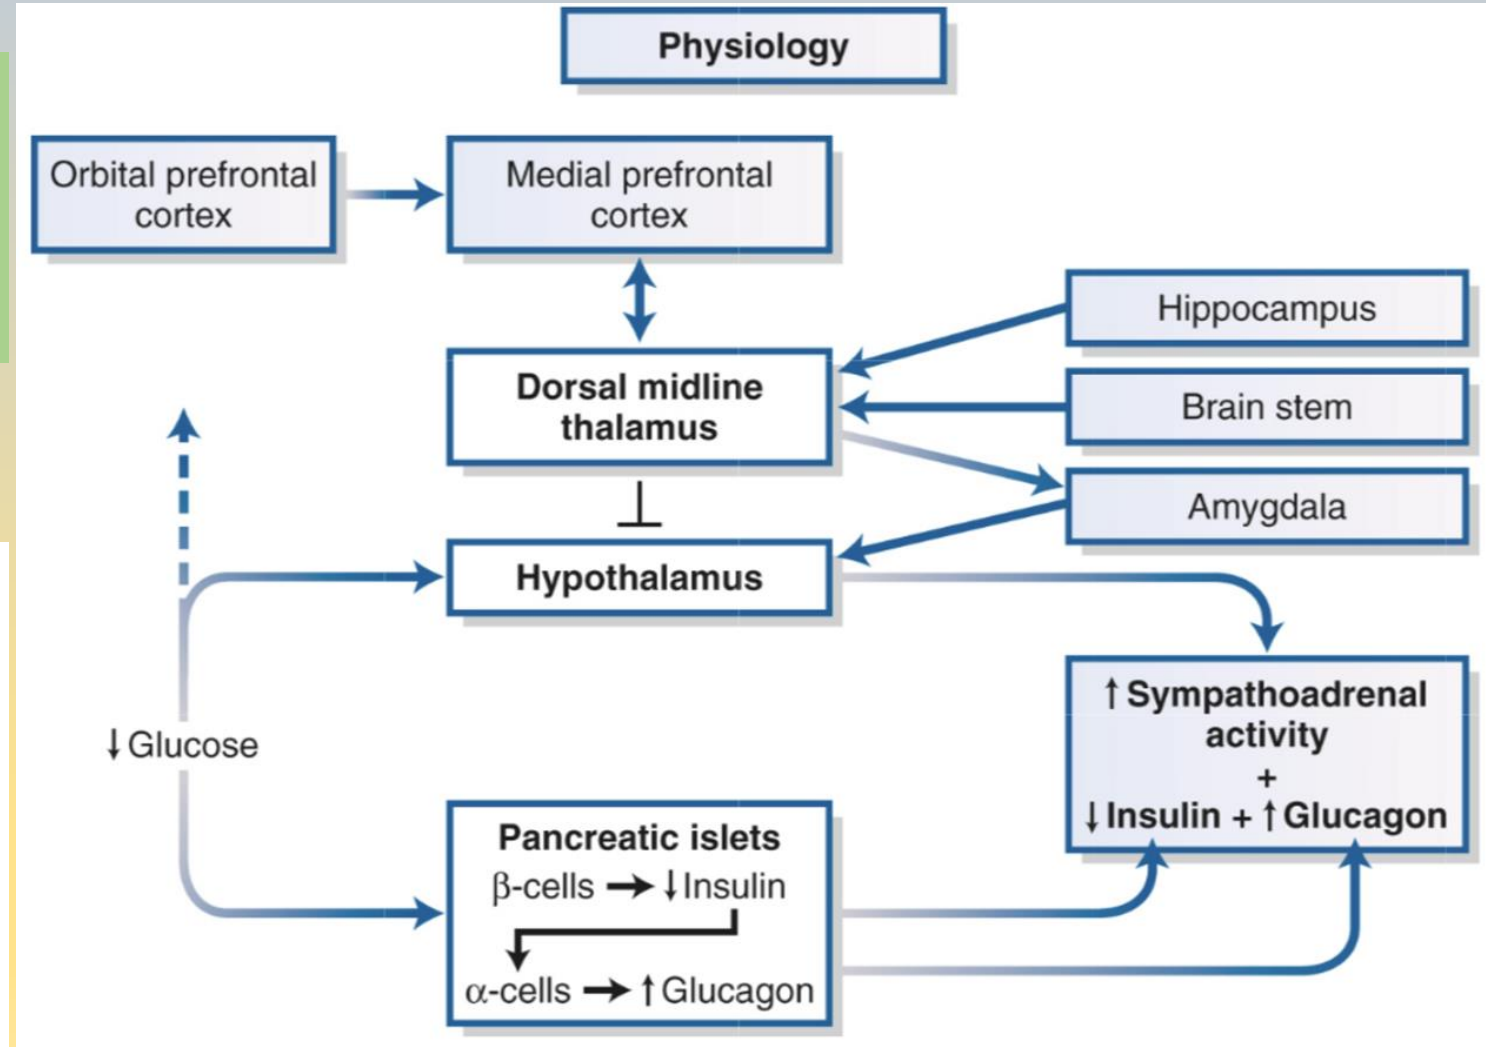 Physiology
Orbital prefrontal
cortex
Medial prefrontal
cortex
Hippocampus
Dorsal midline
thalamus
Brain stem
Amygdala
Hypothalamus
↑ Sympathoadrenal
activity
+
↓ Insulin + ↑ Glucagon
↓ Glucose
Pancreatic islets
β-cells → ↓ Insulin
α-cells → ↑ Glucagon